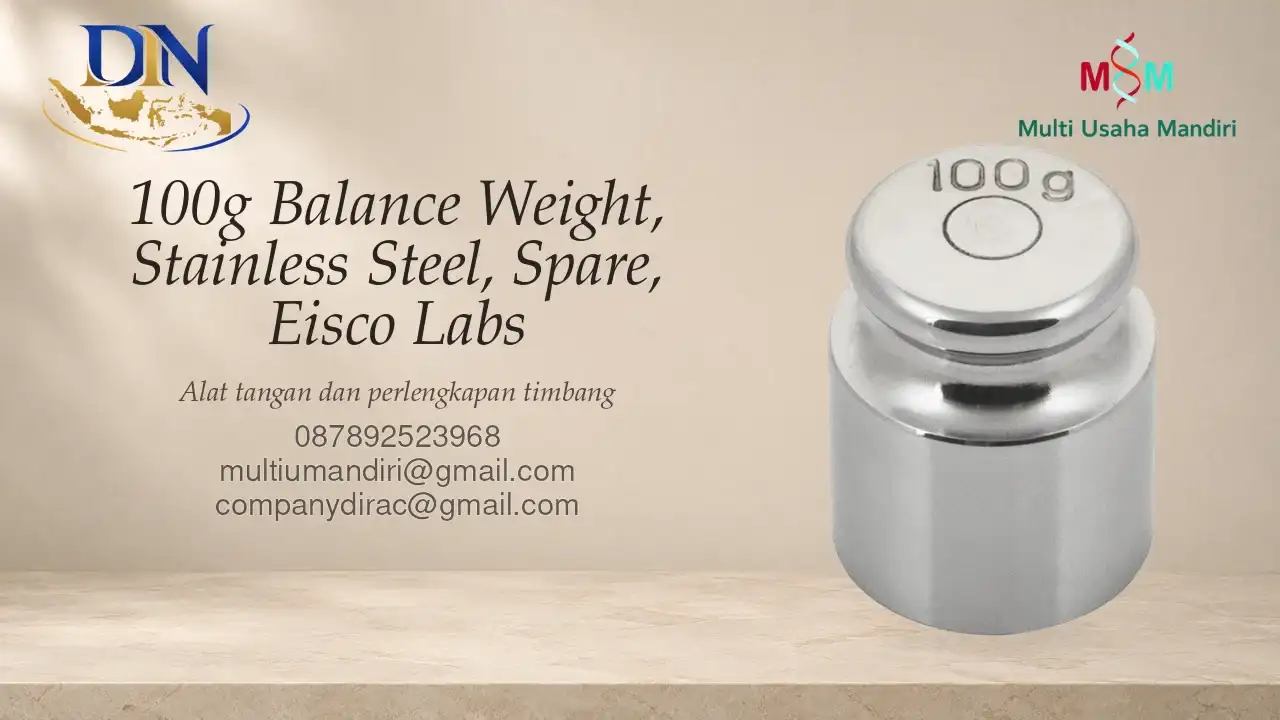 DIN
MSM
Multi Usaha Mandiri
100g
100g Balance Weight,
Stainless Steel, Spare,
Eisco Labs
Alat tangan dan perlengkapan timbang
087892523968
multiumandiri@gmail.com
companydirac@gmail.com